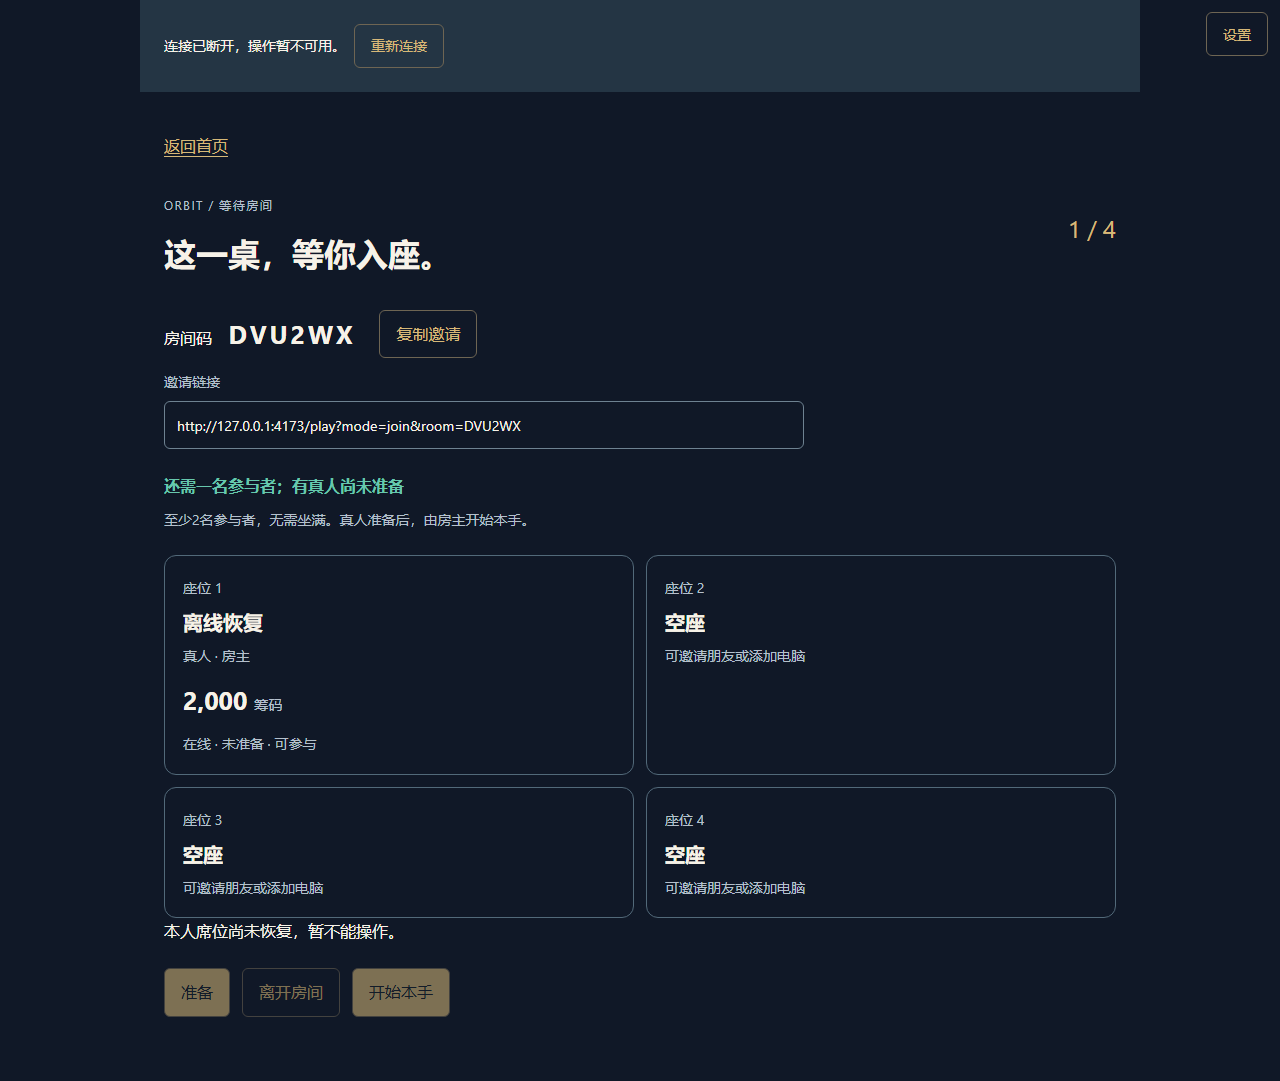 连接已断开，操作暂不可用。 重新连接
设置
返回首页
ORBIT / 等待房间
这一桌，等你入座。
1 / 4
房间码 DVU2WX 复制邀请
邀请链接
http://127.0.0.1:4173/play?mode=join&room=DVU2WX
还需一名参与者；有真人尚未准备
至少2名参与者，无需坐满。真人准备后，由房主开始本手。
座位 1
离线恢复
真人 · 房主
2,000 筹码
在线 · 未准备 · 可参与
座位 2
空座
可邀请朋友或添加电脑
座位 3
空座
可邀请朋友或添加电脑
座位 4
空座
可邀请朋友或添加电脑
本人席位尚未恢复，暂不能操作。
准备 离开房间 开始本手